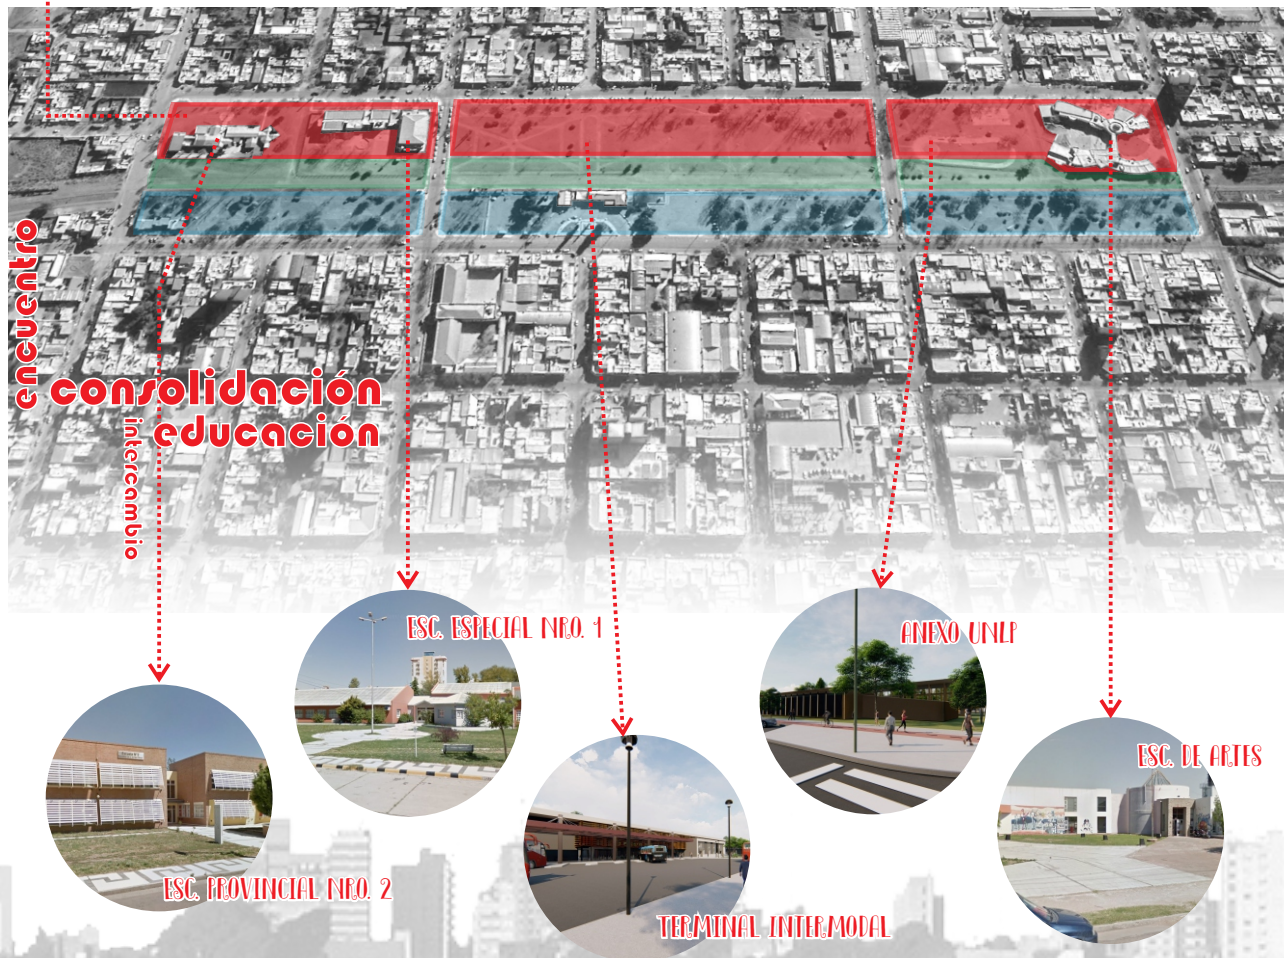 encuentro
consolidación
educación
intercambio
ESC. ESPECIAL NRO. 1
ANEXO UNLP
ESC. DE ARTES
ESC. PROVINCIAL NRO. 2
TERMINAL INTERMODAL